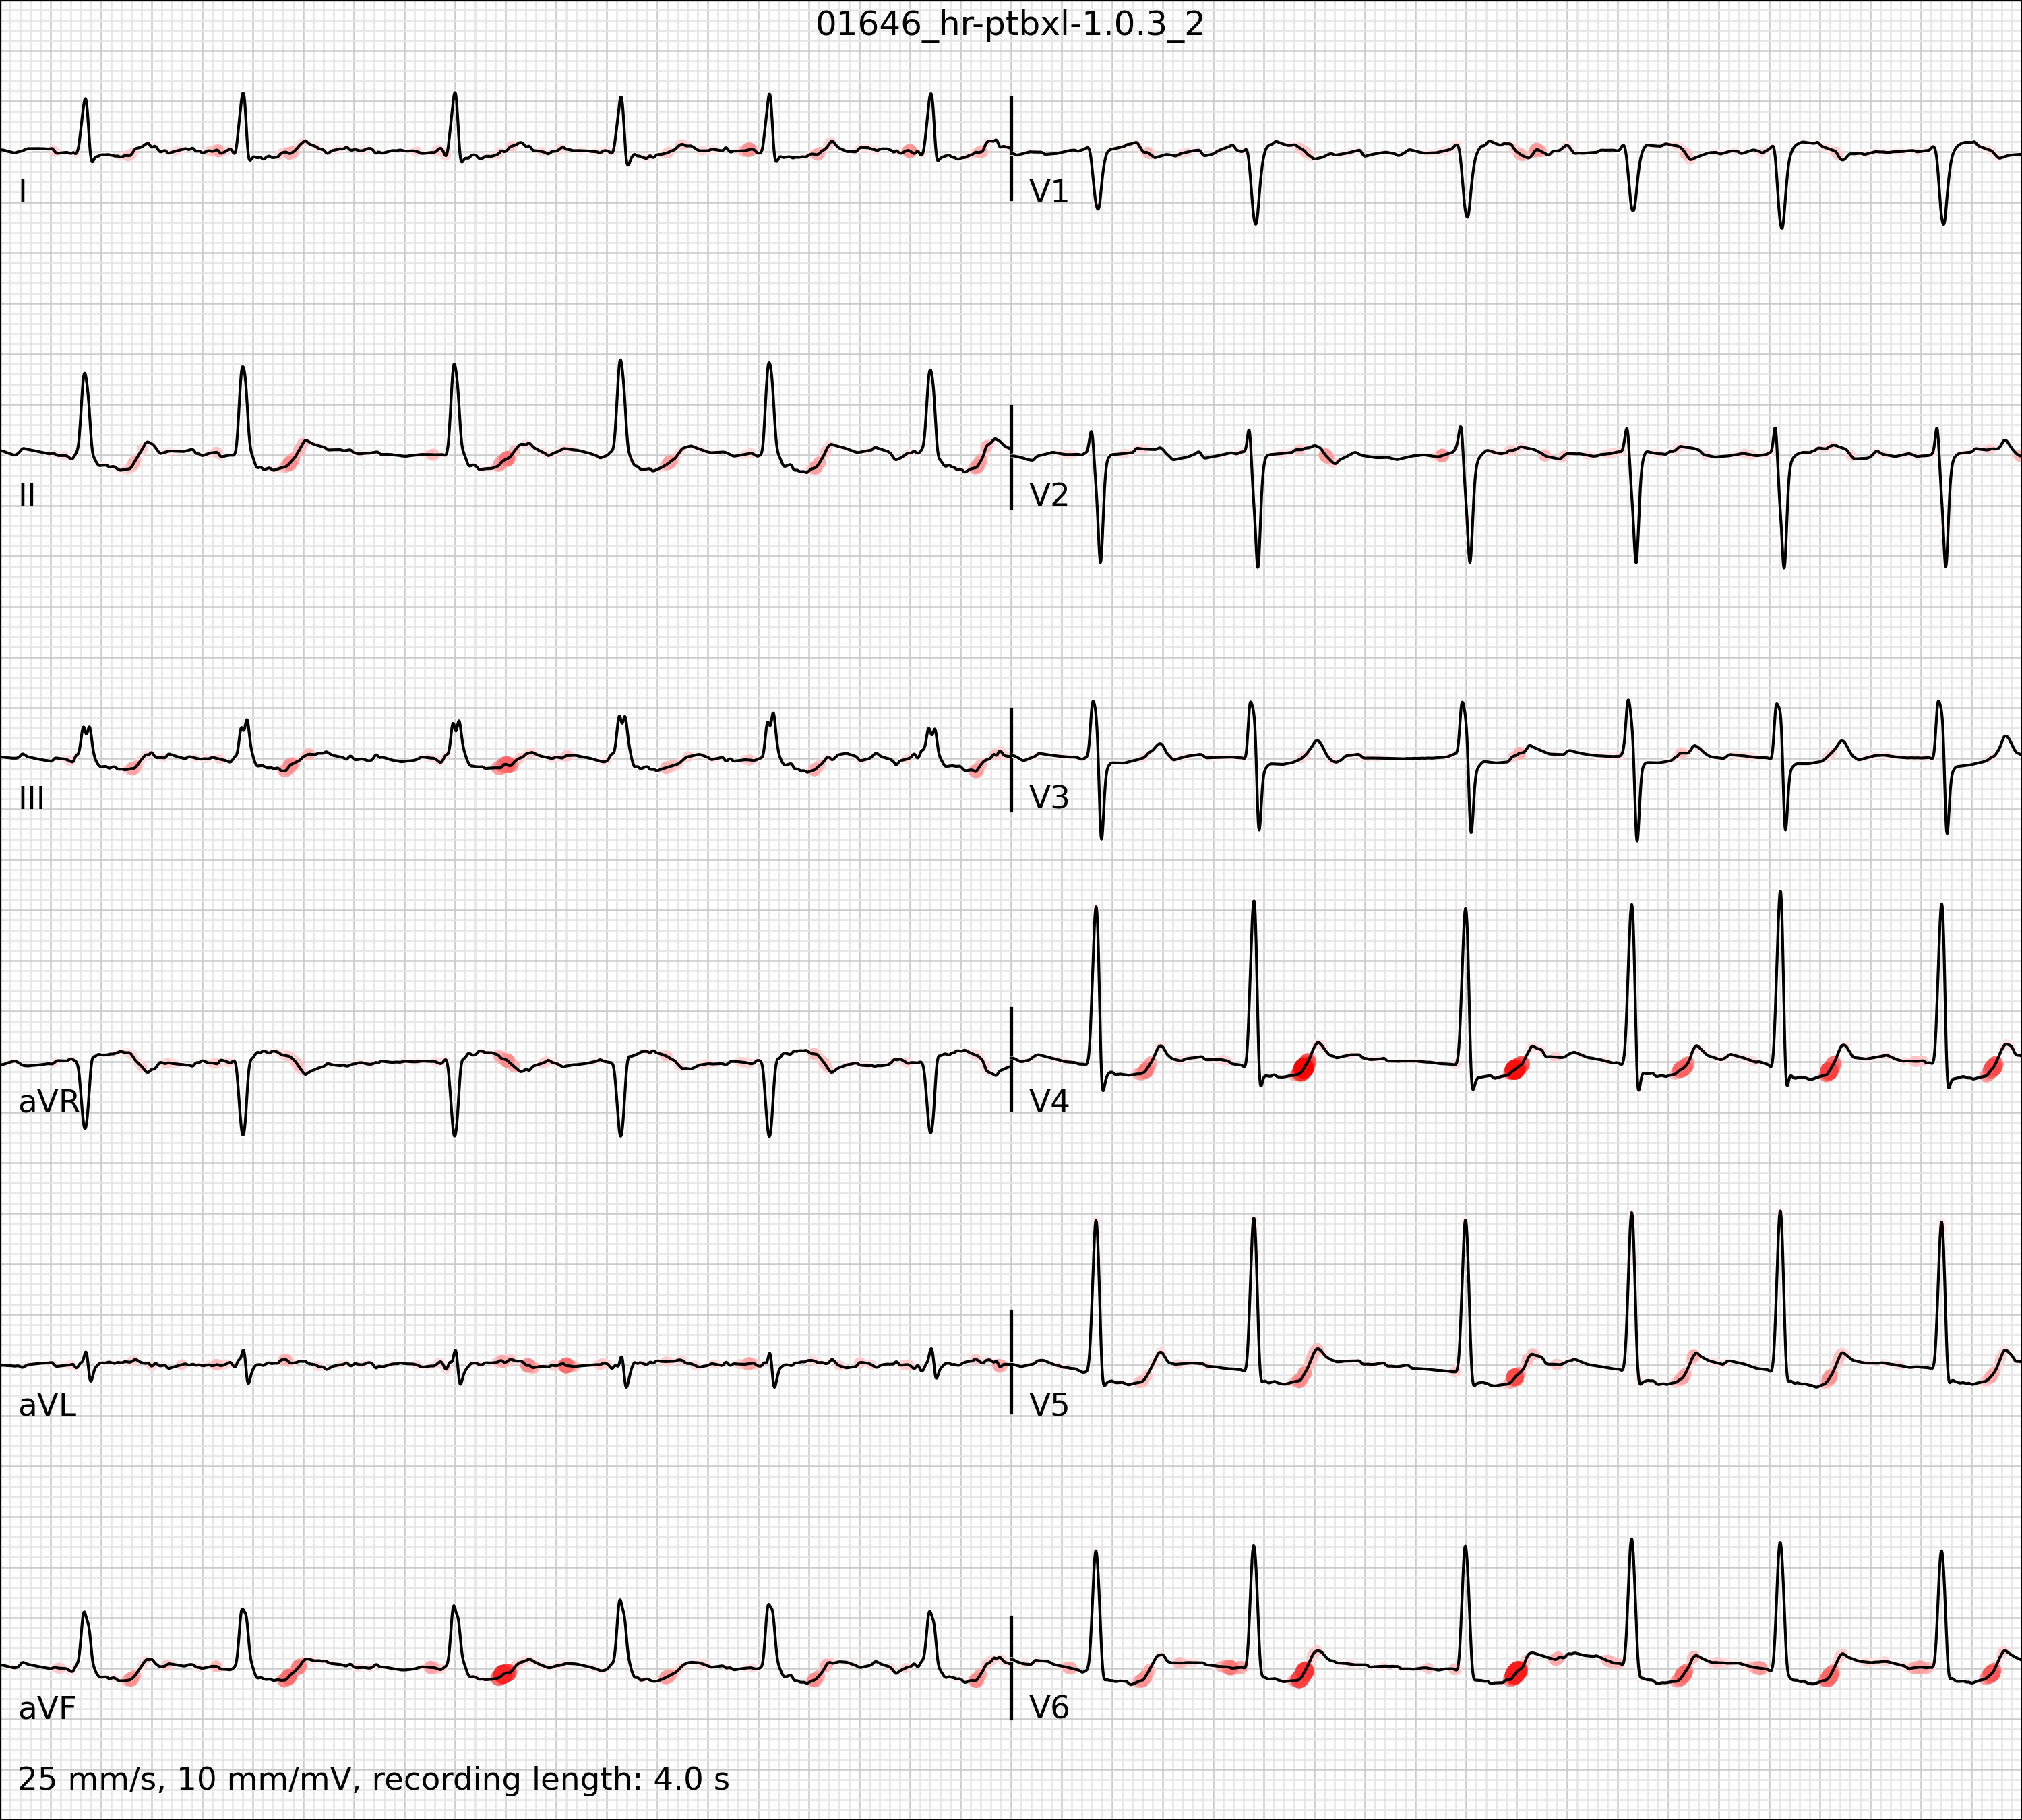 01646_hr-ptbxl-1.0.3_2
I
V1
II
V2
III
V3
aVR
V4
aVL
V5
aVF
V6
25 mm/s, 10 mm/mV, recording length: 4.0 s